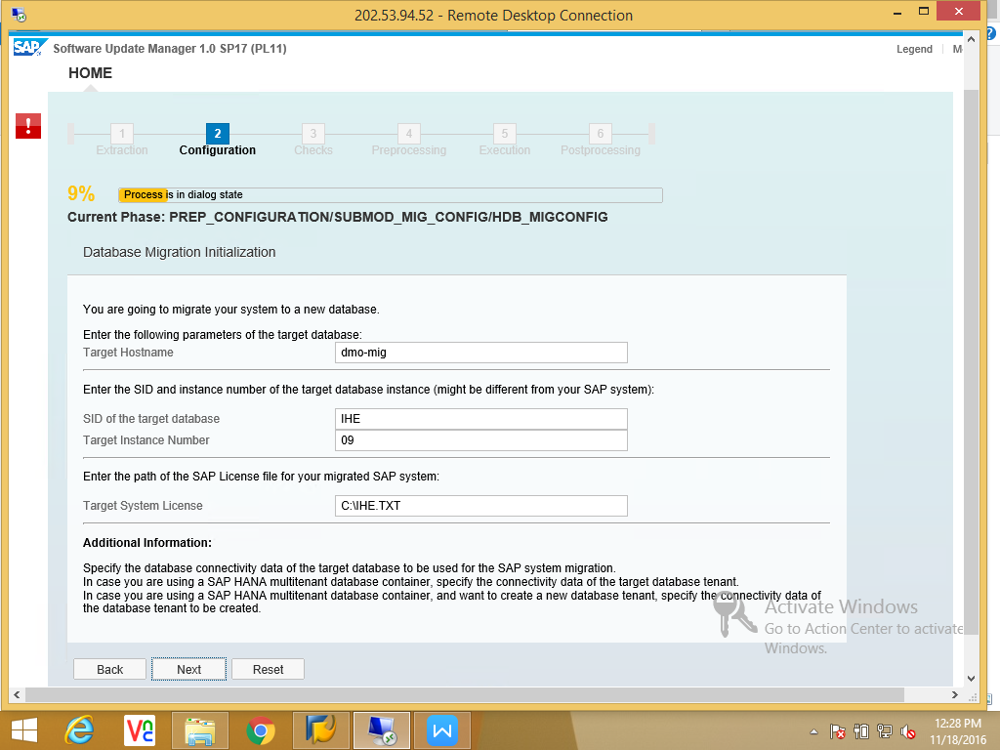 202.53.94.52 - Remote Desktop Connection
SAP Software Update Manager 1.0 SP17 (PL11)
Legend
HOME
1 2 3 4 5 6
Extraction Configuration Checks Preprocessing Execution Postprocessing
9% Process is in dialog state
Current Phase: PREP_CONFIGURATION/SUBMOD_MIG_CONFIG/HDB_MIGCONFIG
Database Migration Initialization
You are going to migrate your system to a new database.
Enter the following parameters of the target database:
Target Hostname dmo-mig
Enter the SID and instance number of the target database instance (might be different from your SAP system):
SID of the target database IHE
Target Instance Number 09
Enter the path of the SAP License file for your migrated SAP system:
Target System License C:\IHE.TXT
Additional Information:
Specify the database connectivity data of the target database to be used for the SAP system migration.
In case you are using a SAP HANA multitenant database container, specify the connectivity data of the target database tenant.
In case you are using a SAP HANA multitenant database container, and want to create a new database tenant, specify the connectivity data of
the database tenant to be created.
Activate Windows
Go to Action Center to activate
Windows.
Back Next Reset
12:28 PM
11/18/2016